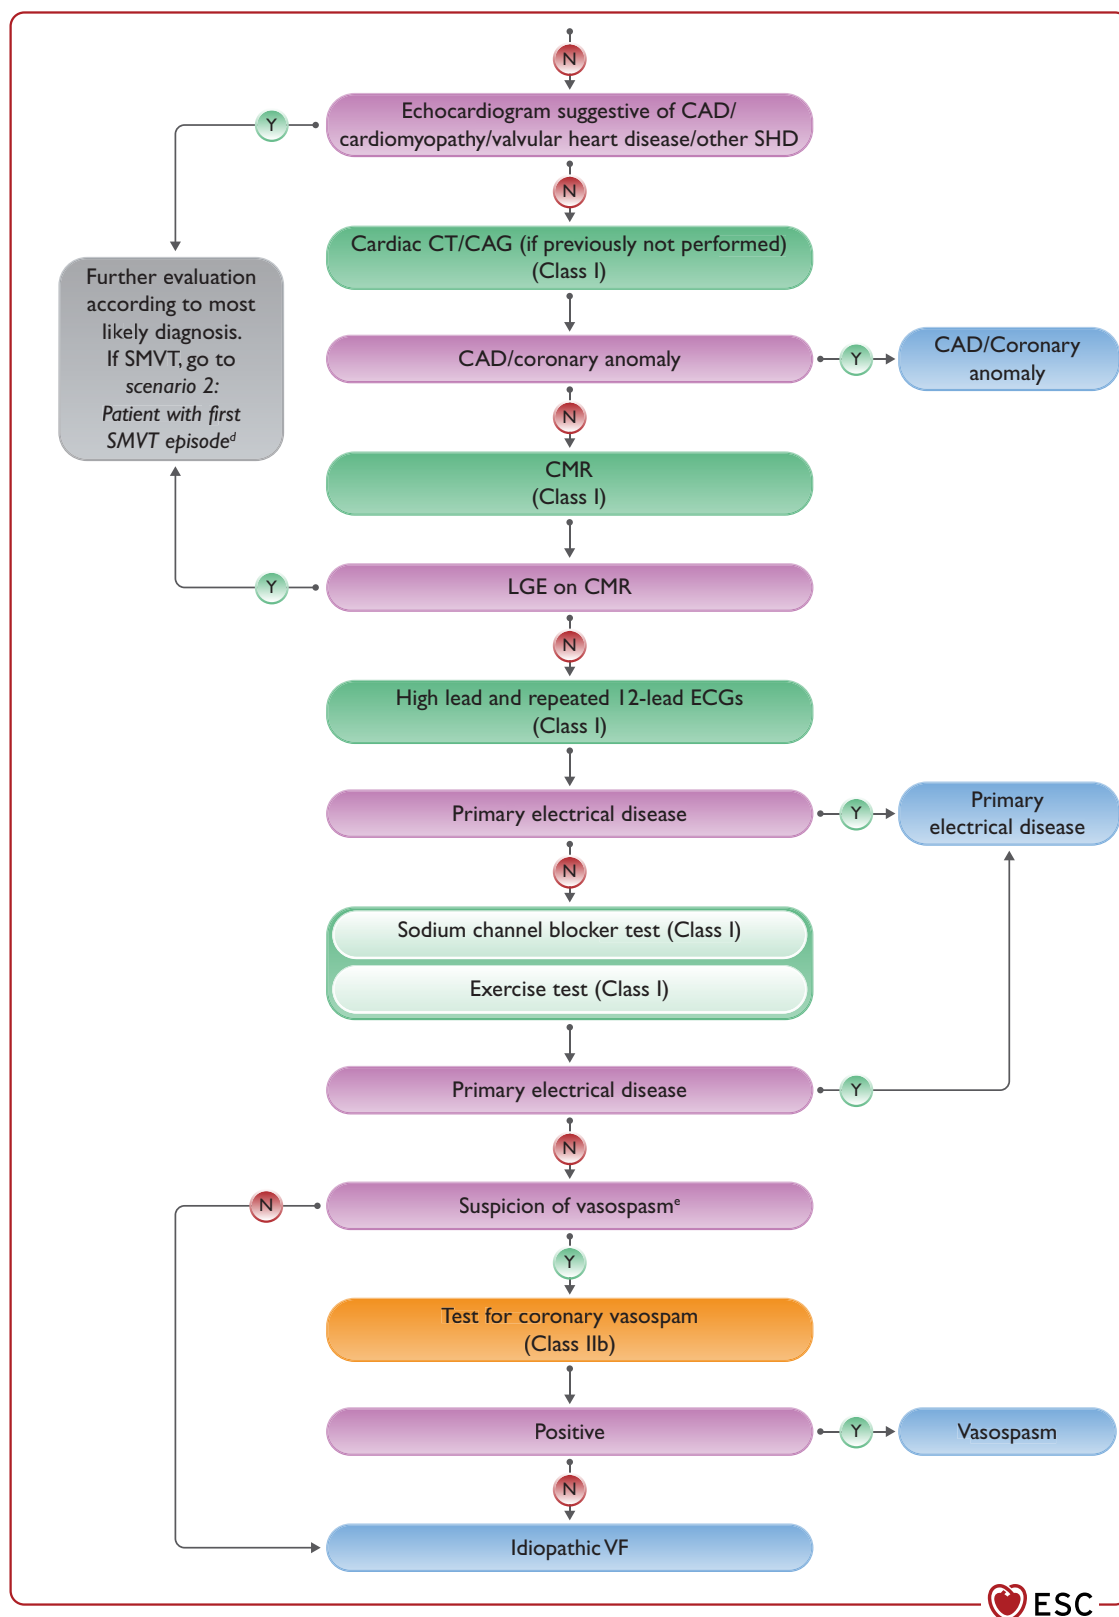 N
Echocardiogram suggestive of CAD/
cardiomyopathy/valvular heart disease/other SHD
Y
N
Cardiac CT/CAG (if previously not performed)
(Class I)
Further evaluation
according to most
likely diagnosis.
If SMVT, go to
scenario 2:
Patient with first
SMVT episodeᵈ
CAD/coronary anomaly
Y
CAD/Coronary
anomaly
N
CMR
(Class I)
LGE on CMR
Y
N
High lead and repeated 12-lead ECGs
(Class I)
Primary electrical disease
Y
Primary
electrical disease
N
Sodium channel blocker test (Class I)
Exercise test (Class I)
Primary electrical disease
Y
N
Suspicion of vasospasmᵉ
N
Y
Test for coronary vasospam
(Class IIb)
Positive
Y
Vasospasm
N
Idiopathic VF
ESC